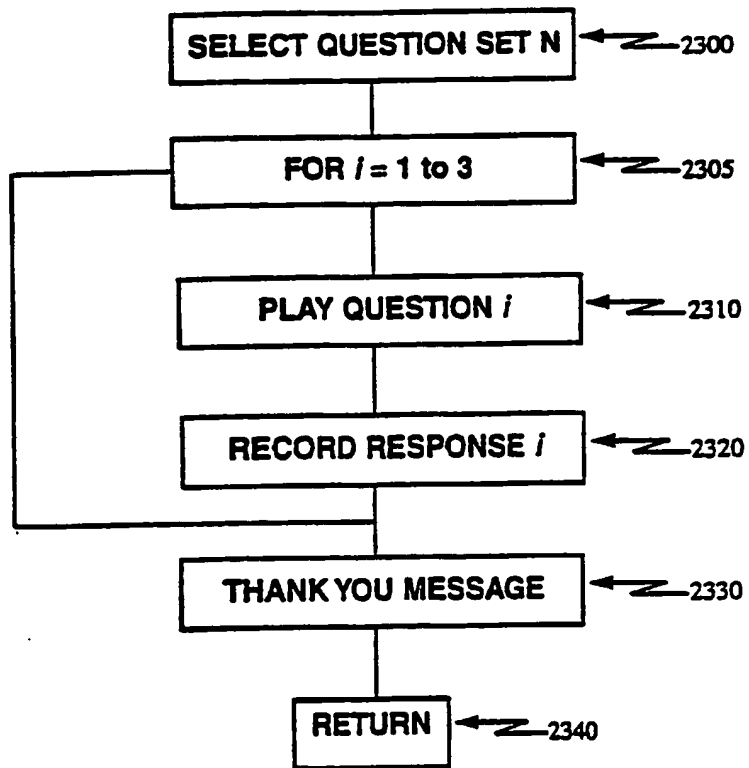 SELECT QUESTION SET N 2300
FOR i = 1 to 3 2305
PLAY QUESTION i 2310
RECORD RESPONSE i 2320
THANK YOU MESSAGE 2330
RETURN 2340